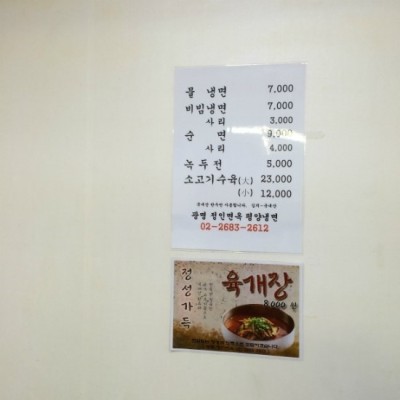 물 냉면 7,000
비빔냉면 7,000
사리 3,000
순 면 9,000
사리 4,000
녹두전 5,000
소고기수육(大) 23,000
(小) 12,000
광명 정인면옥 평양냉면
02-2683-2612
정성가득
육개장
8,000원